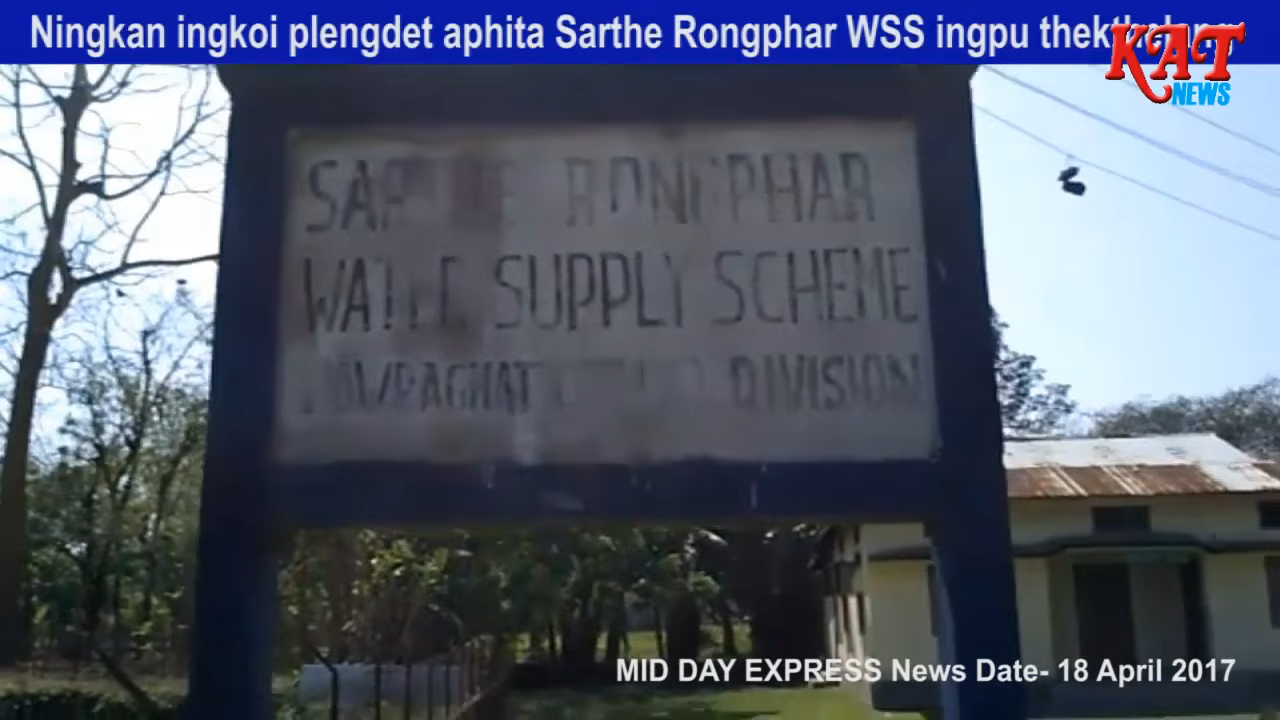 Ningkan ingkoi plengdet aphita Sarthe Rongphar WSS ingpu
KAT
NEWS
SARTHE RONGPHAR
WATER SUPPLY SCHEME
DIVISION
MID DAY EXPRESS News Date- 18 April 2017